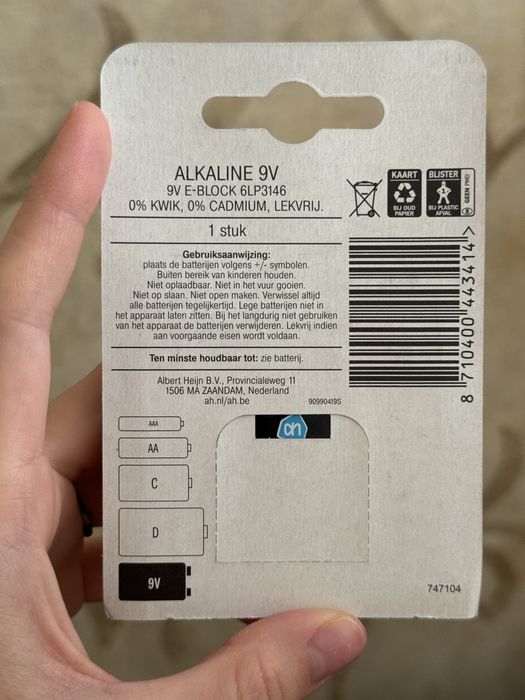 ALKALINE 9V
9V E-BLOCK 6LP3146
0% KWIK, 0% CADMIUM, LEKVRIJ.
KAART
BIJ OUD
PAPIER
BLISTER
BIJ PLASTIC
AFVAL
GEEN PMD
1 stuk
Gebruiksaanwijzing:
plaats de batterijen volgens +/- symbolen.
Buiten bereik van kinderen houden.
Niet oplaadbaar. Niet in het vuur gooien.
Niet op slaan. Niet open maken. Verwissel altijd
alle batterijen tegelijkertijd. Lege batterijen niet in
het apparaat laten zitten. Bij het langdurig niet gebruiken
van het apparaat de batterijen verwijderen. Lekvrij indien
aan voorgaande eisen wordt voldaan.
Ten minste houdbaar tot: zie batterij.
Albert Heijn B.V., Provincialeweg 11
1506 MA ZAANDAM, Nederland
ah.nl/ah.be
90990419S
8 710400 443414 >
AAA
AA
C
D
9V
ah
747104